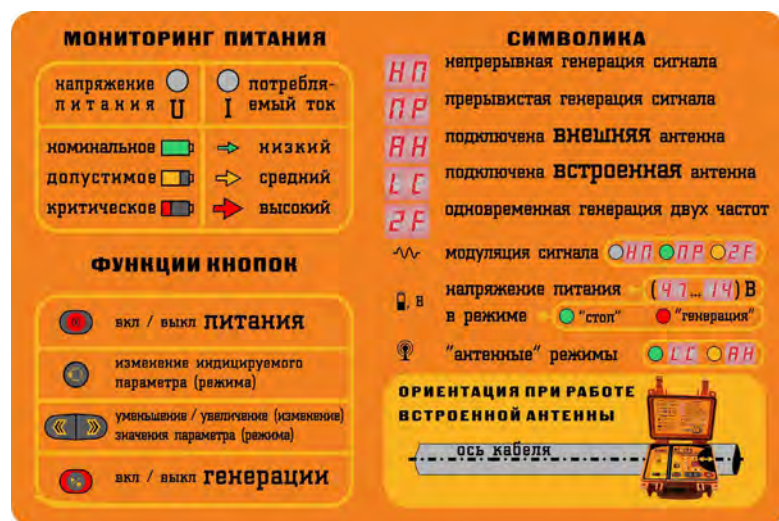 МОНИТОРИНГ ПИТАНИЯ
напряжение
питания U
I потребля-
емый ток
номинальное низкий
допустимое средний
критическое высокий
ФУНКЦИИ КНОПОК
вкл / выкл питания
изменение индицируемого
параметра (режима)
уменьшение / увеличение (изменение)
значения параметра (режима)
вкл / выкл генерации
СИМВОЛИКА
НП непрерывная генерация сигнала
ПР прерывистая генерация сигнала
АН подключена внешняя антенна
LC подключена встроенная антенна
2F одновременная генерация двух частот
модуляция сигнала НП ПР 2F
, В напряжение питания (47...14) В
в режиме "стоп" "генерация"
"антенные" режимы LC АН
ОРИЕНТАЦИЯ ПРИ РАБОТЕ
ВСТРОЕННОЙ АНТЕННЫ
ось кабеля